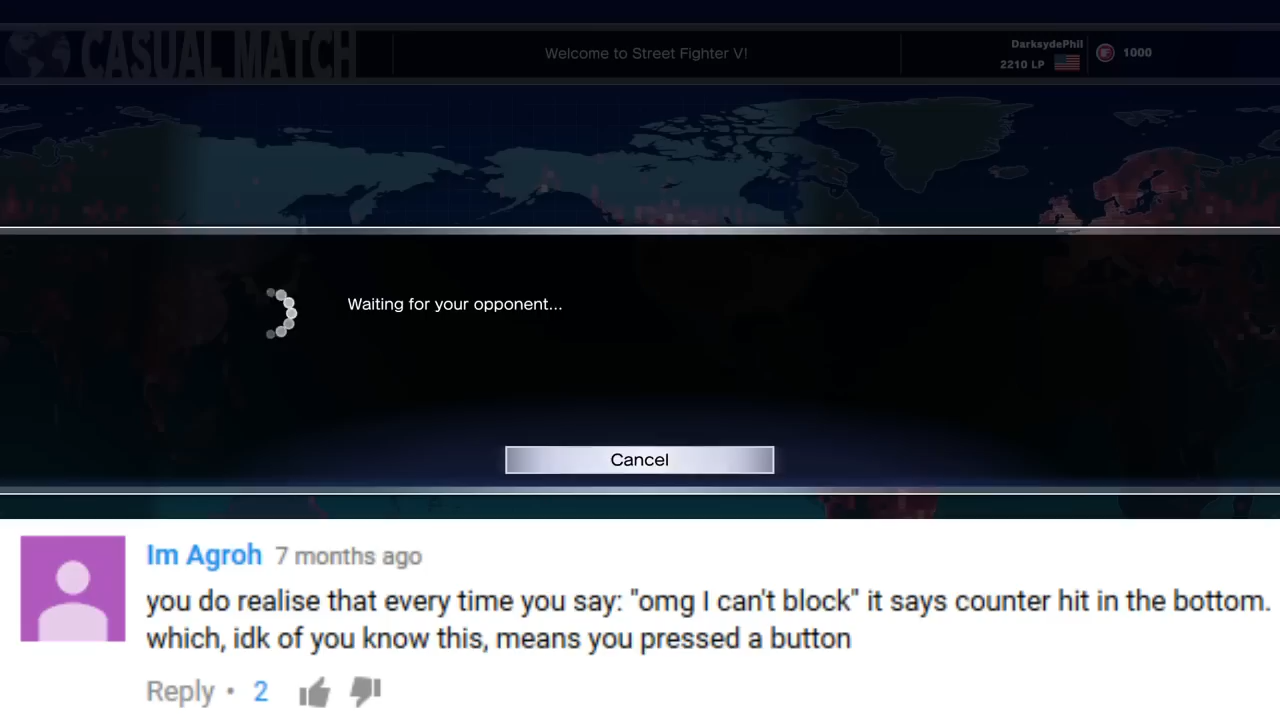 CASUAL MATCH
Welcome to Street Fighter V!
DarksydePhil
2210 LP
1000
Waiting for your opponent...
Cancel
Im Agroh 7 months ago
you do realise that every time you say: "omg I can't block" it says counter hit in the bottom.
which, idk of you know this, means you pressed a button
Reply • 2